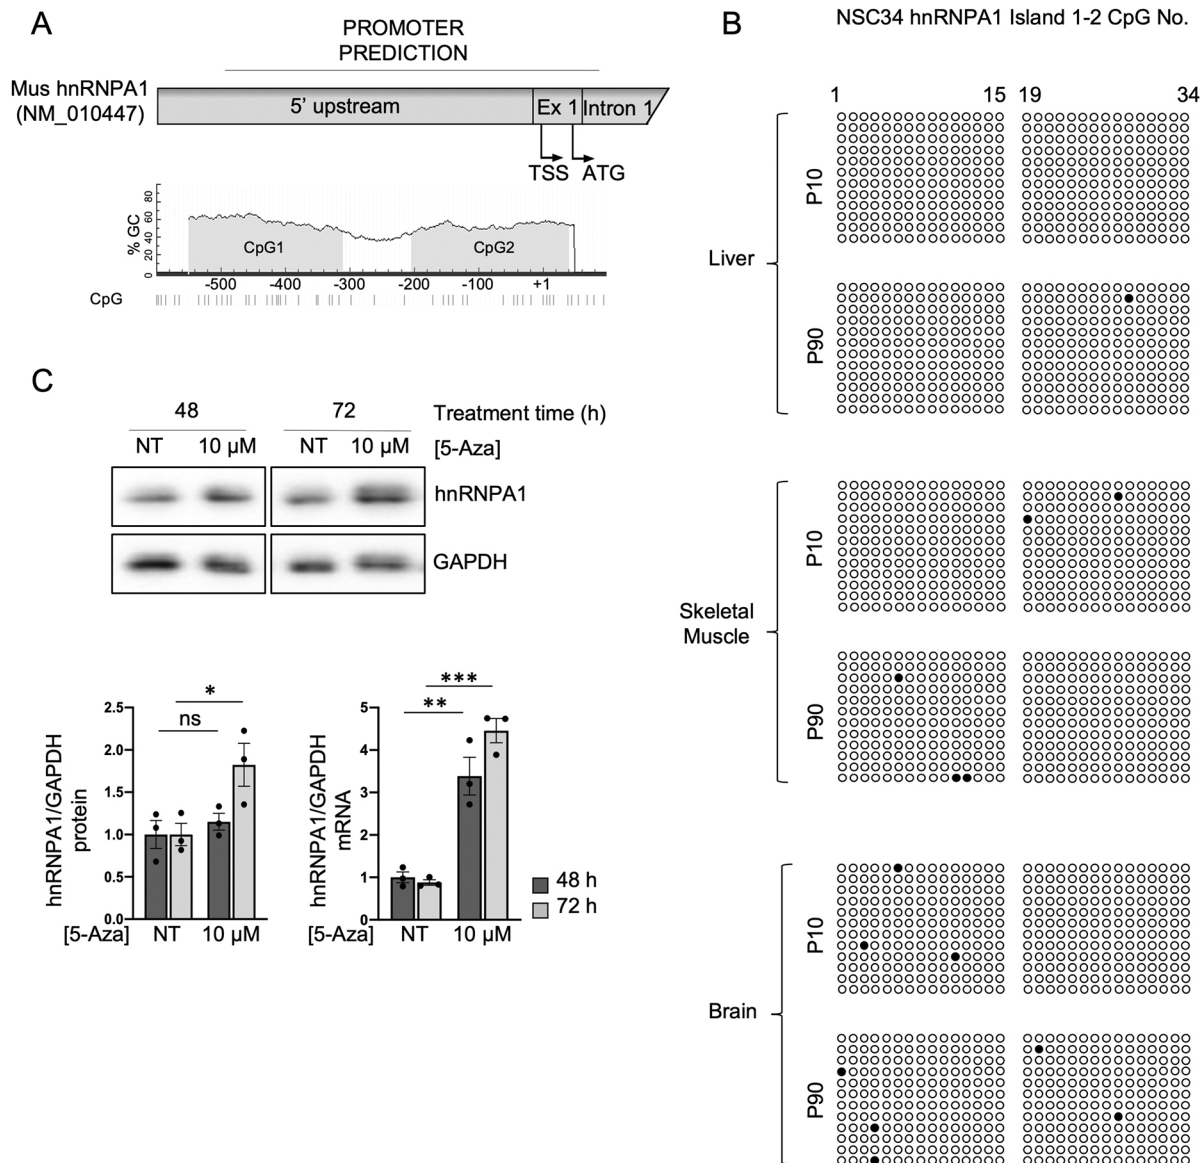 A
PROMOTER
PREDICTION
Mus hnRNPA1
(NM_010447)
5' upstream
Ex 1
Intron 1
TSS
ATG
% GC
80
60
40
20
0
CpG1
CpG2
-500
-400
-300
-200
-100
+1
CpG
B
NSC34 hnRNPA1 Island 1-2 CpG No.
1
15
19
34
Liver
P10
P90
Skeletal
Muscle
P10
P90
Brain
P10
P90
C
48
72
Treatment time (h)
NT
10 µM
NT
10 µM
[5-Aza]
hnRNPA1
GAPDH
hnRNPA1/GAPDH
protein
2.5
2.0
1.5
1.0
0.5
0.0
ns
*
[5-Aza]
NT
10 µM
hnRNPA1/GAPDH
mRNA
5
4
3
2
1
0
**
***
[5-Aza]
NT
10 µM
48 h
72 h